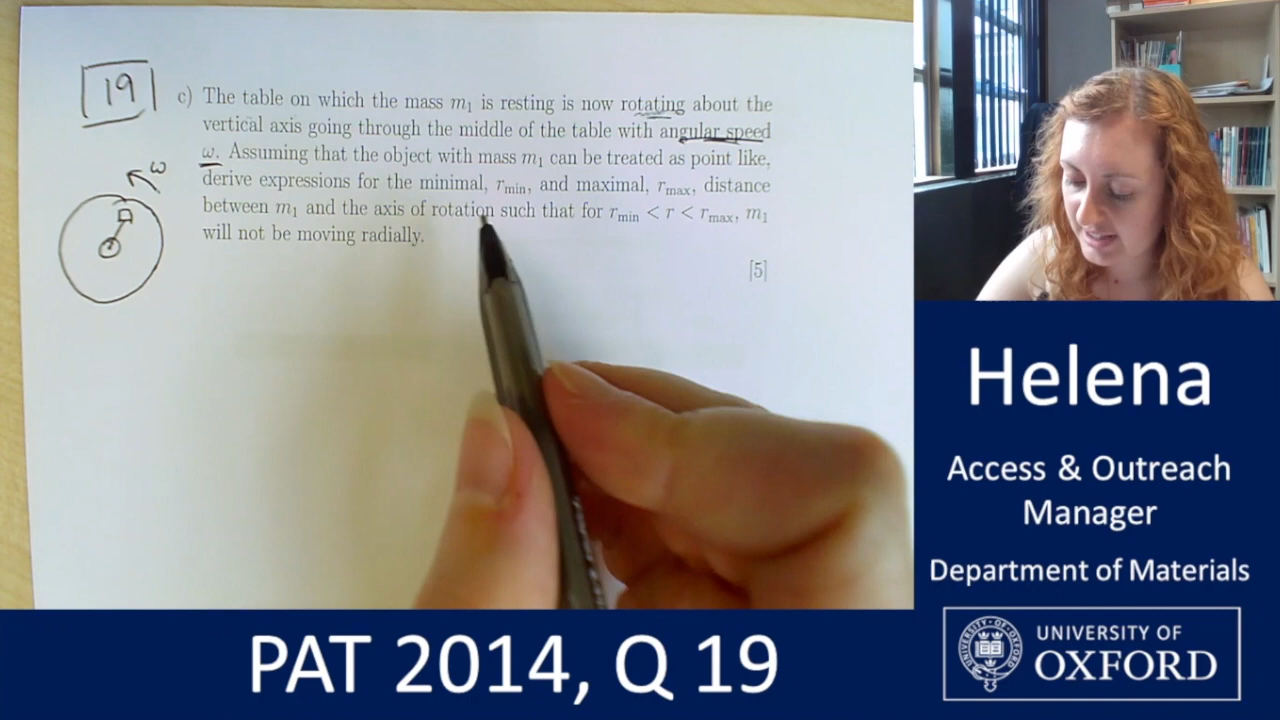 19
c) The table on which the mass m₁ is resting is now rotating about the
vertical axis going through the middle of the table with angular speed
ω. Assuming that the object with mass m₁ can be treated as point like,
derive expressions for the minimal, r_min, and maximal, r_max, distance
between m₁ and the axis of rotation such that for r_min < r < r_max, m₁
will not be moving radially.
[5]
ω
Helena
Access & Outreach
Manager
Department of Materials
UNIVERSITY OF
OXFORD
PAT 2014, Q 19